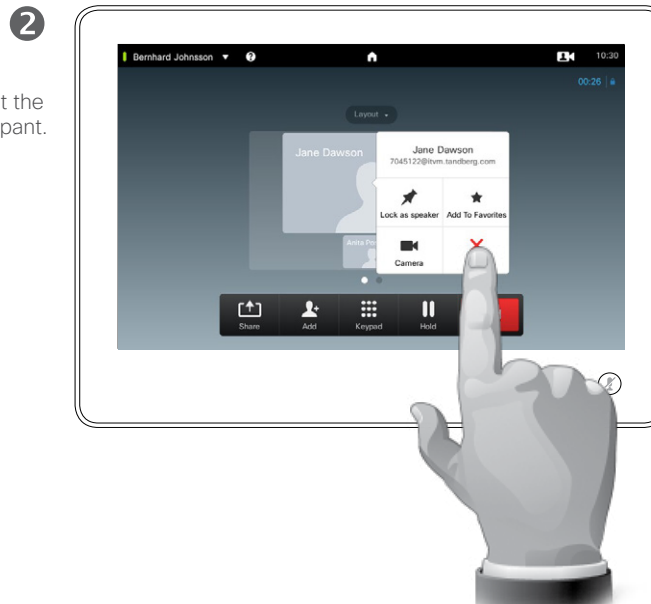 2
t the
pant.
Bernhard Johnsson
?
10:30
00:26
Layout
Jane Dawson
Jane Dawson
7045122@itvm.tandberg.com
Lock as speaker
Add To Favorites
Anita
Camera
Share
Add
Keypad
Hold